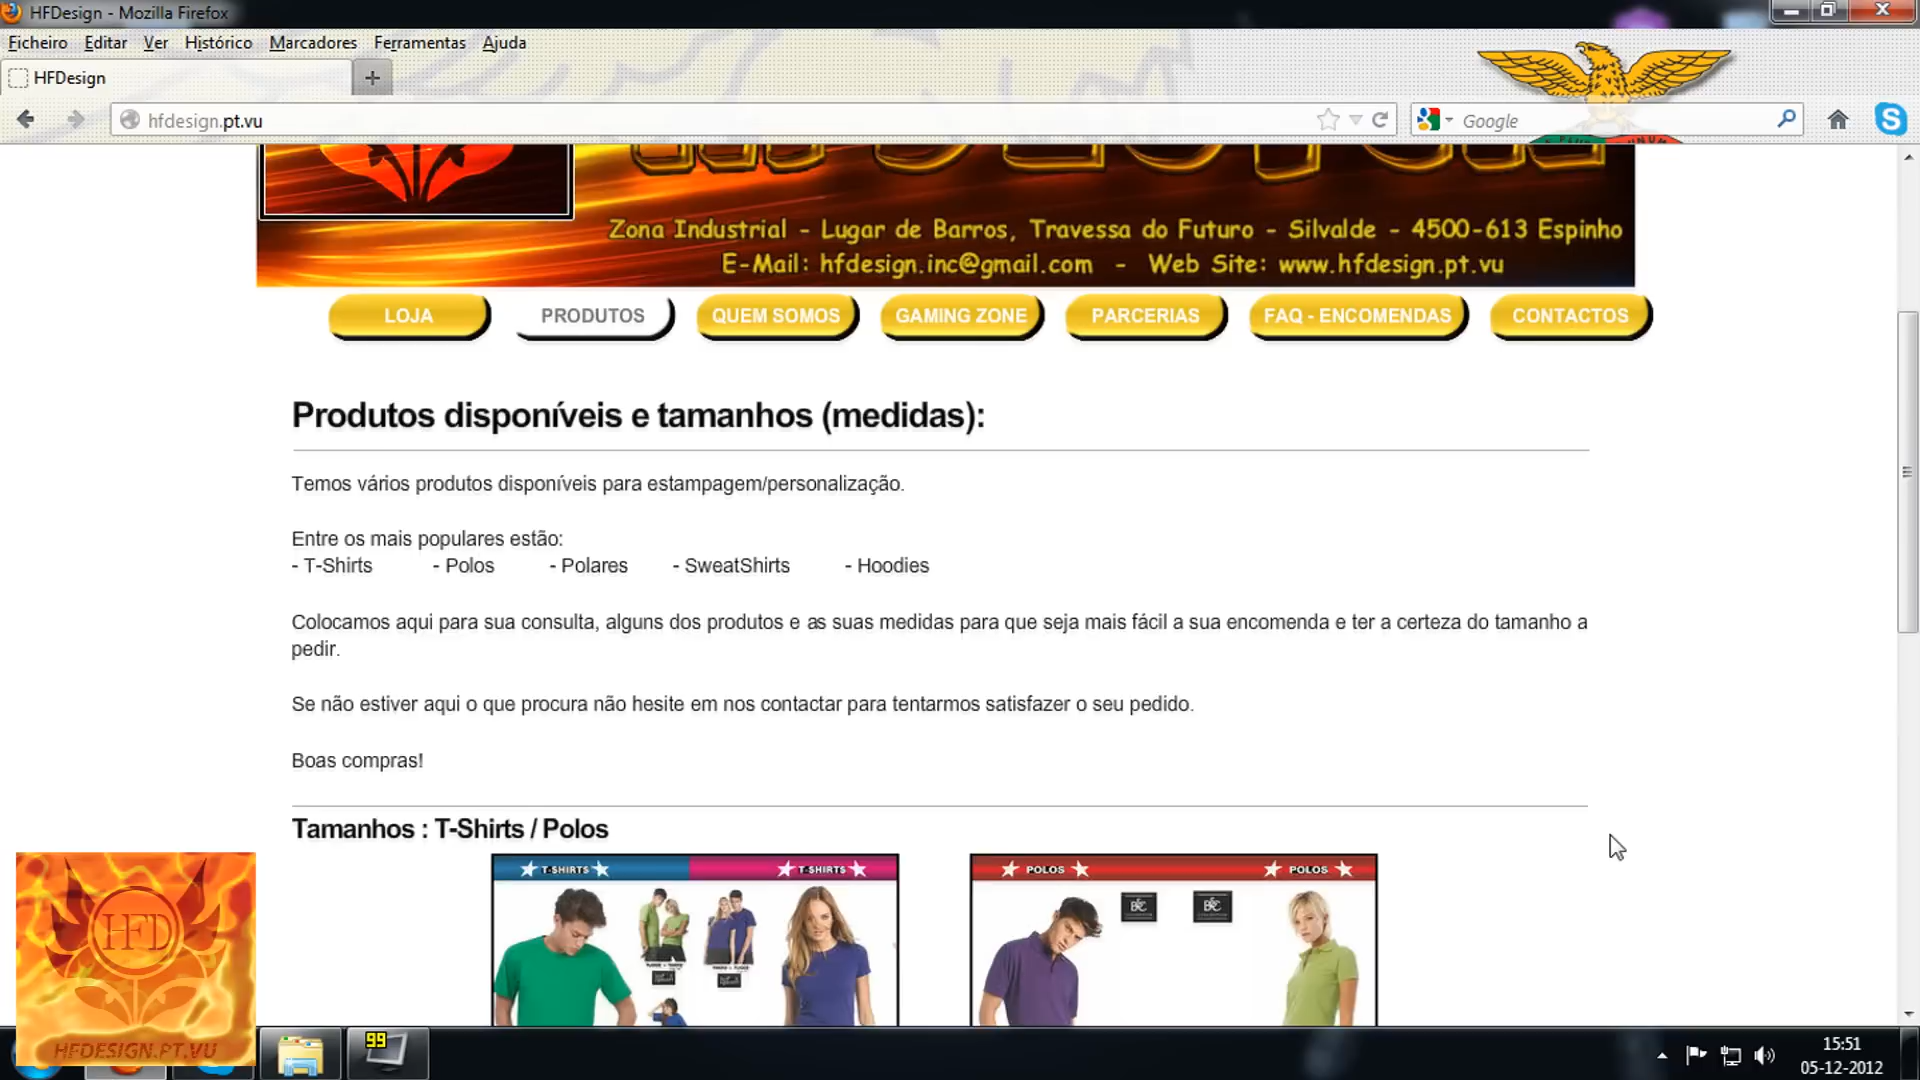 HFDesign - Mozilla Firefox
Ficheiro Editar Ver Histórico Marcadores Ferramentas Ajuda
HFDesign
hfdesign.pt.vu
Google
Zona Industrial - Lugar de Barros, Travessa do Futuro - Silvalde - 4500-613 Espinho
E-Mail: hfdesign.inc@gmail.com - Web Site: www.hfdesign.pt.vu
LOJA PRODUTOS QUEM SOMOS GAMING ZONE PARCERIAS FAQ - ENCOMENDAS CONTACTOS
Produtos disponíveis e tamanhos (medidas):
Temos vários produtos disponíveis para estampagem/personalização.
Entre os mais populares estão:
- T-Shirts - Polos - Polares - SweatShirts - Hoodies
Colocamos aqui para sua consulta, alguns dos produtos e as suas medidas para que seja mais fácil a sua encomenda e ter a certeza do tamanho a
pedir.
Se não estiver aqui o que procura não hesite em nos contactar para tentarmos satisfazer o seu pedido.
Boas compras!
Tamanhos : T-Shirts / Polos
T-SHIRTS T-SHIRTS POLOS POLOS
B&C B&C
HFD
HFDESIGN.PT.VU
99
15:51
05-12-2012